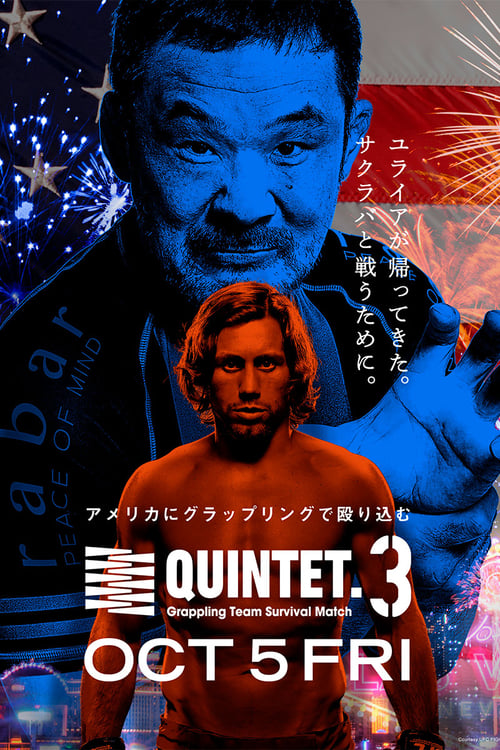 ユライアが帰ってきた。
サクラバと戦うために。
rabar
PEACE OF MIND
アメリカにグラップリングで殴り込む
QUINTET.3
Grappling Team Survival Match
OCT 5 FRI